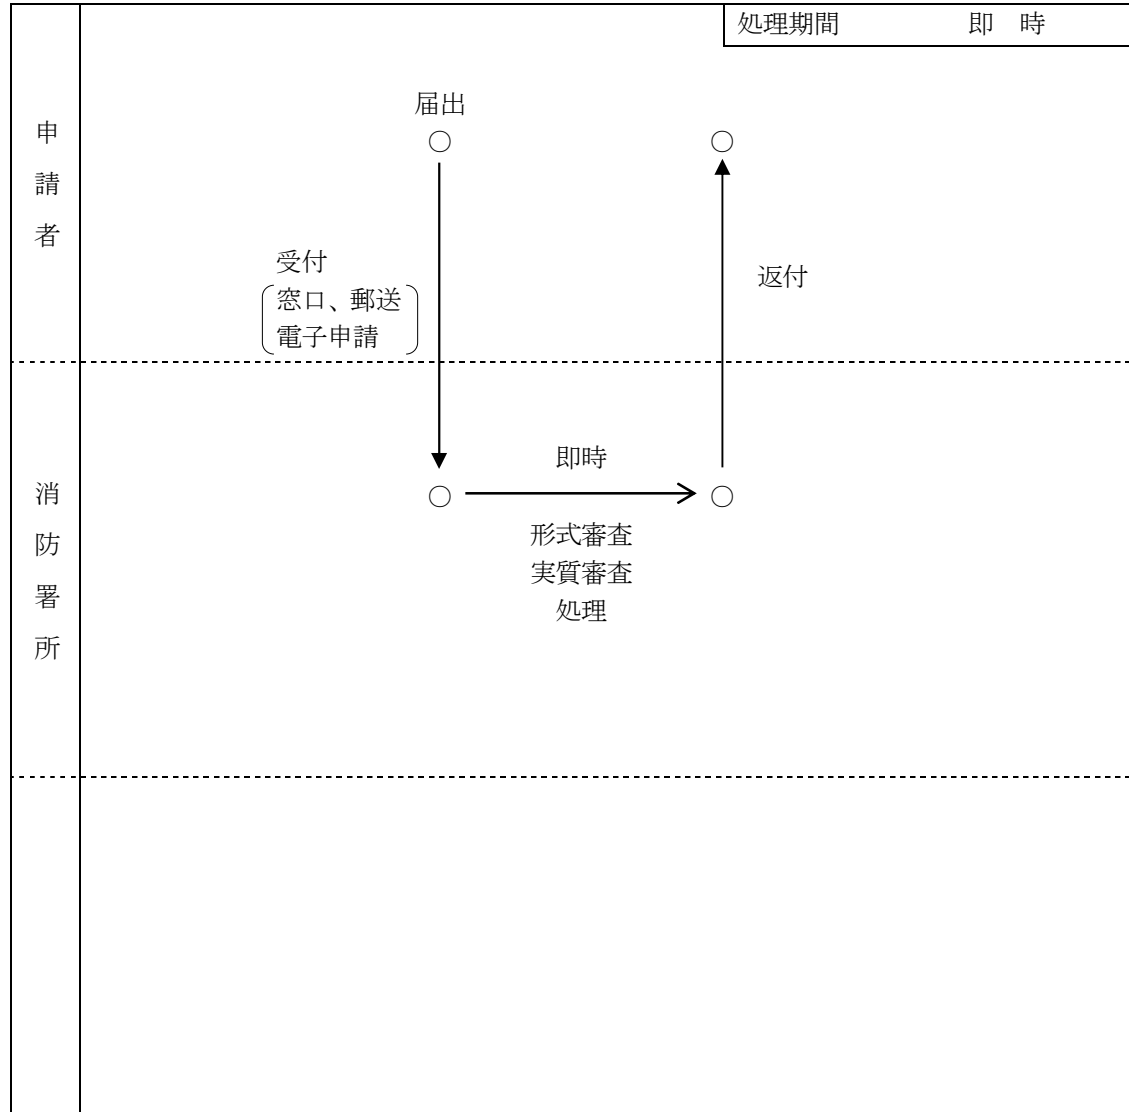 処理期間　即　時
申請者
届出
○　○
受付
窓口、郵送
電子申請
返付
消防署所
即時
○　○
形式審査
実質審査
処理